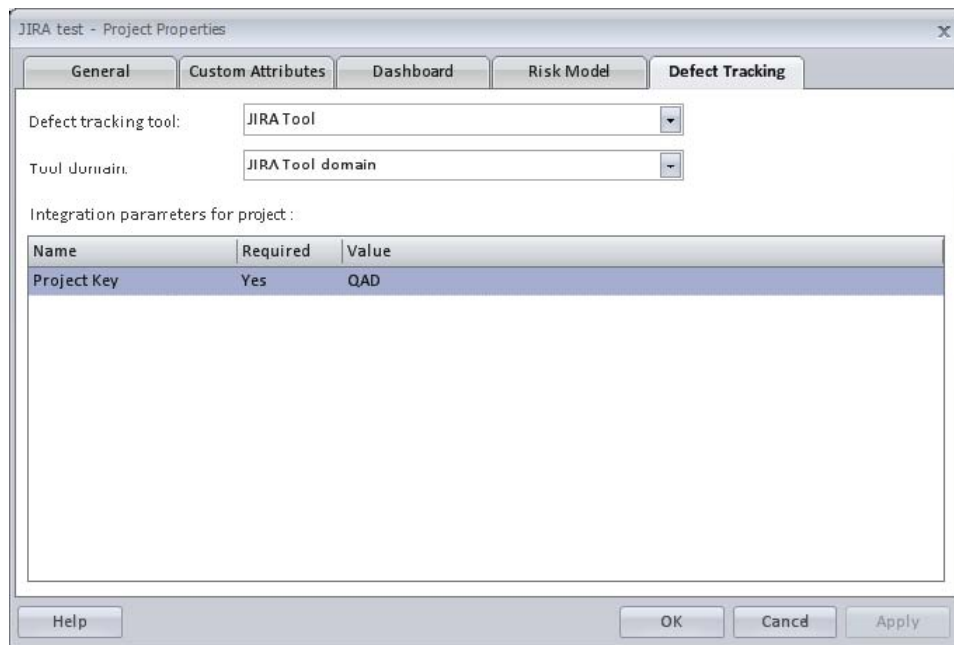 JIRA test - Project Properties
General Custom Attributes Dashboard Risk Model Defect Tracking
Defect tracking tool: JIRA Tool
Tool domain: JIRA Tool domain
Integration parameters for project :
Name Required Value
Project Key Yes QAD
Help OK Cancel Apply